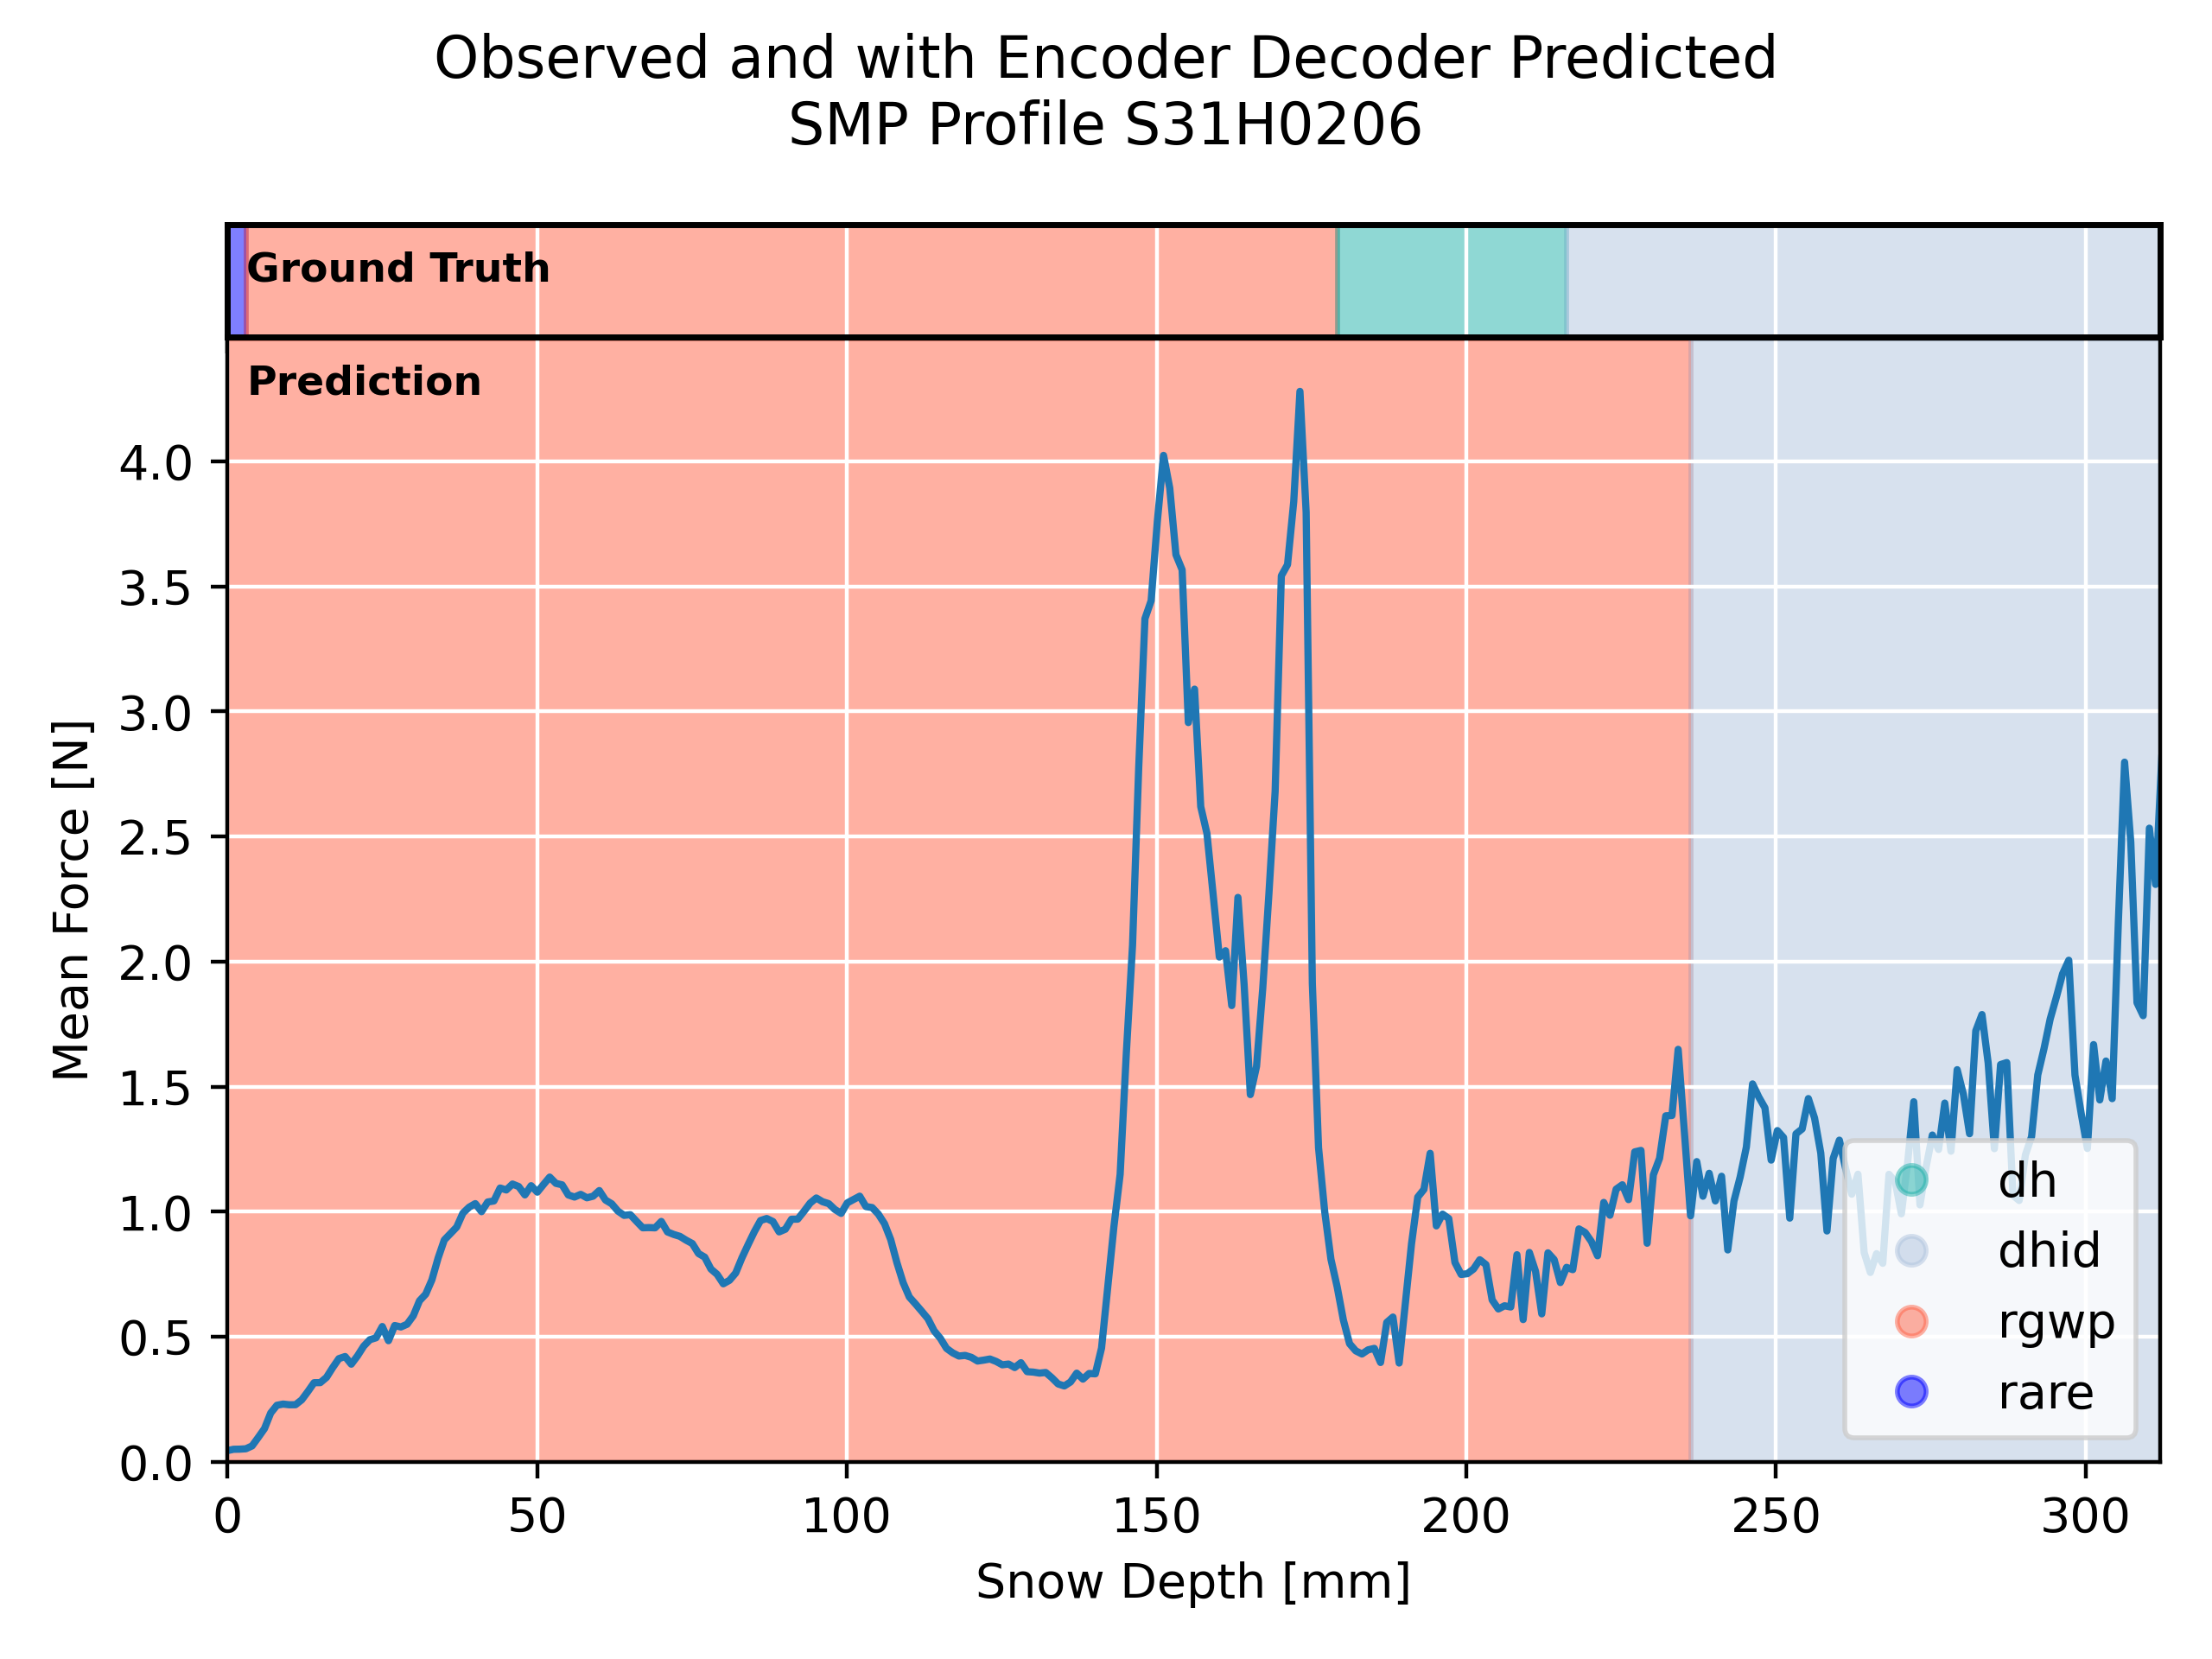 Observed and with Encoder Decoder Predicted
SMP Profile S31H0206
Ground Truth
Prediction
4.0
3.5
3.0
2.5
2.0
1.5
1.0
0.5
0.0
Mean Force [N]
dh
dhid
rgwp
rare
0 50 100 150 200 250 300
Snow Depth [mm]